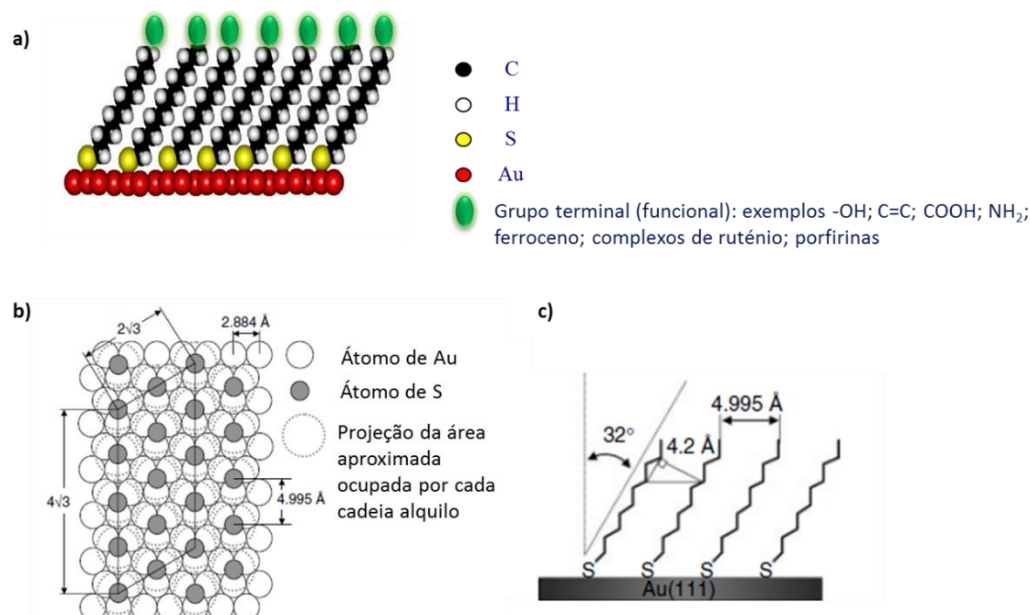 a)
C
H
S
Au
Grupo terminal (funcional): exemplos -OH; C=C; COOH; NH₂;
ferroceno; complexos de ruténio; porfirinas
b)
2√3
2.884 Å
Átomo de Au
Átomo de S
Projeção da área
aproximada
ocupada por cada
cadeia alquilo
4√3
4.995 Å
c)
4.995 Å
32°
4.2 Å
S S S S
Au(111)